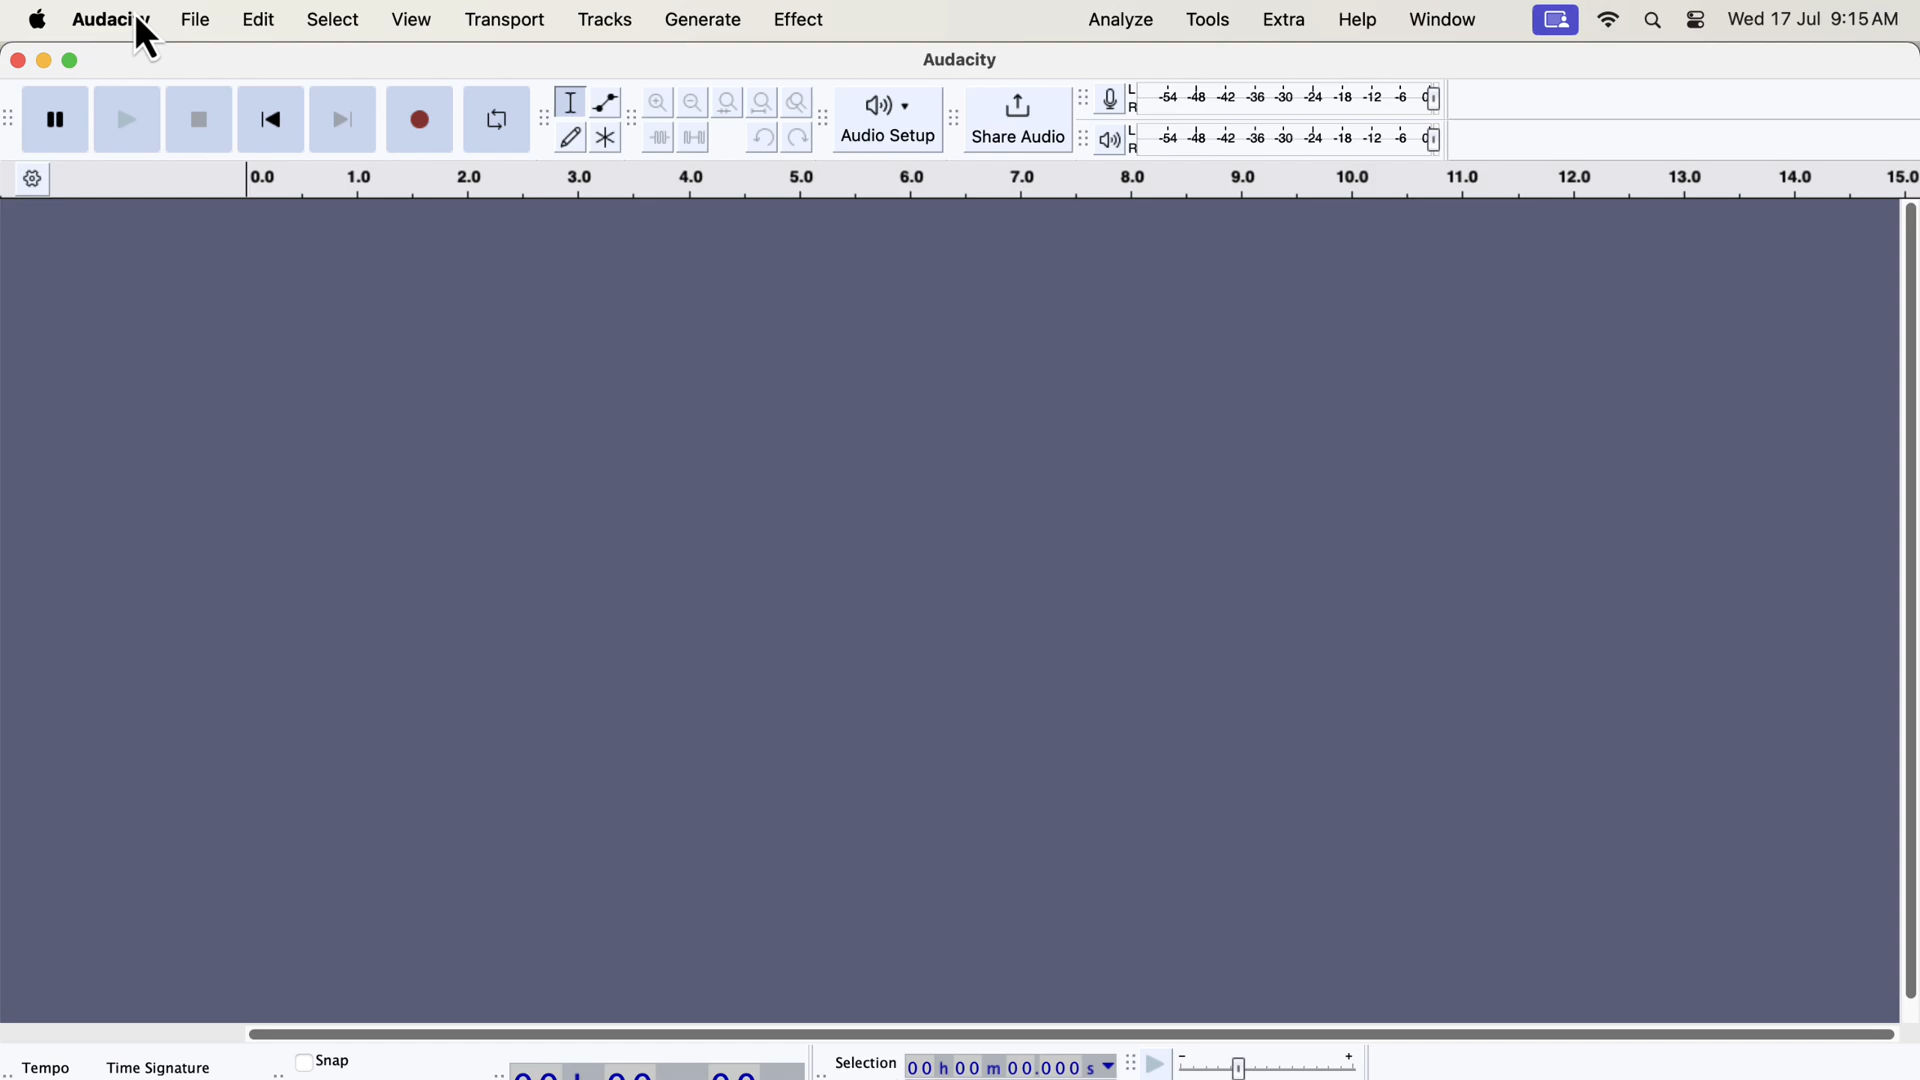 Audacity File Edit Select View Transport Tracks Generate Effect Analyze Tools Extra Help Window Wed 17 Jul 9:15 AM
Audacity
Audio Setup
Share Audio
L R -54 -48 -42 -36 -30 -24 -18 -12 -6 0
L R -54 -48 -42 -36 -30 -24 -18 -12 -6 0
0.0 1.0 2.0 3.0 4.0 5.0 6.0 7.0 8.0 9.0 10.0 11.0 12.0 13.0 14.0 15.0
Tempo Time Signature Snap Selection 00 h 00 m 00.000 s - +